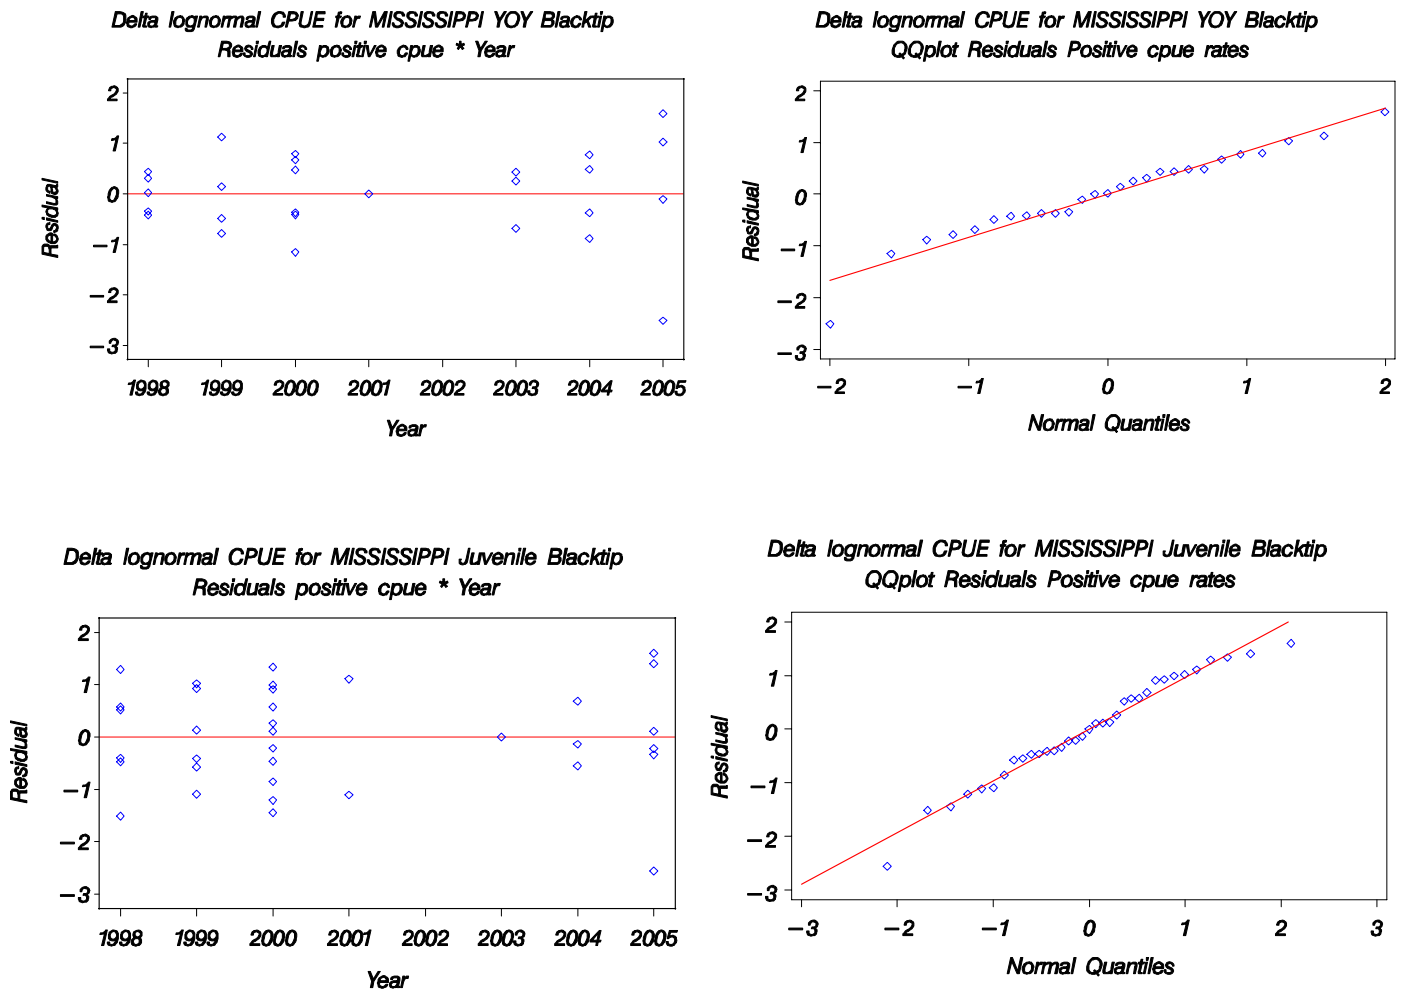 Delta lognormal CPUE for MISSISSIPPI YOY Blacktip
Residuals positive cpue * Year
2
1
0
−1
−2
−3
Residual
1998 1999 2000 2001 2002 2003 2004 2005
Year
Delta lognormal CPUE for MISSISSIPPI YOY Blacktip
QQplot Residuals Positive cpue rates
2
1
0
−1
−2
−3
Residual
−2 −1 0 1 2
Normal Quantiles
Delta lognormal CPUE for MISSISSIPPI Juvenile Blacktip
Residuals positive cpue * Year
2
1
0
−1
−2
−3
Residual
1998 1999 2000 2001 2002 2003 2004 2005
Year
Delta lognormal CPUE for MISSISSIPPI Juvenile Blacktip
QQplot Residuals Positive cpue rates
2
1
0
−1
−2
−3
Residual
−3 −2 −1 0 1 2 3
Normal Quantiles